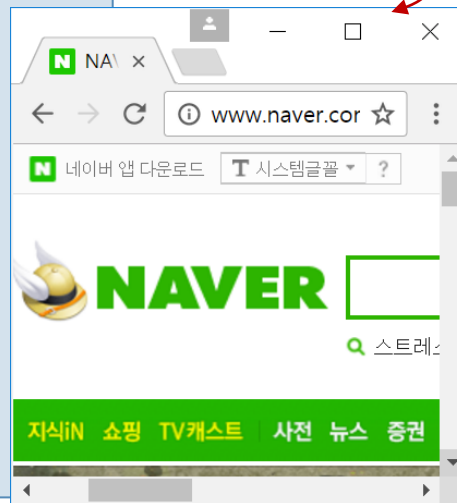 NA
www.naver.com
네이버 앱 다운로드 T 시스템글꼴 ?
NAVER
스트레스
지식iN 쇼핑 TV캐스트 사전 뉴스 증권